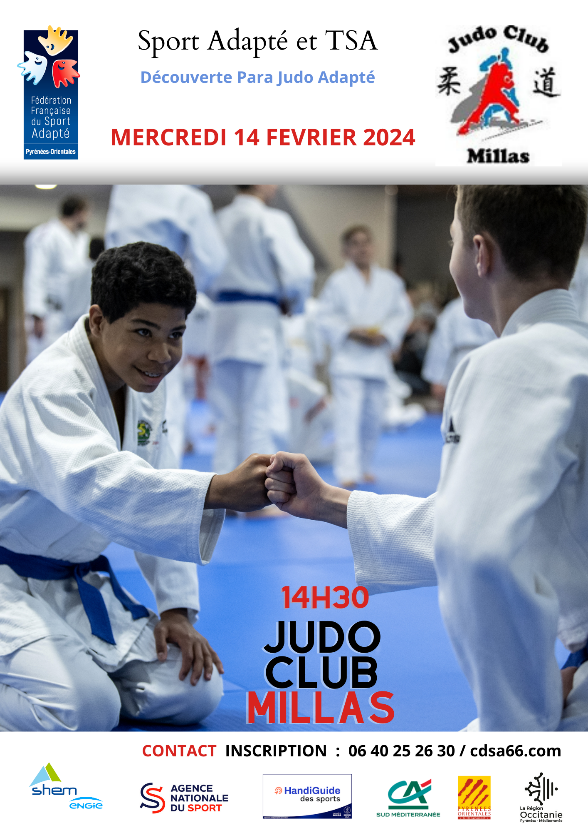 Sport Adapté et TSA
Découverte Para Judo Adapté
MERCREDI 14 FEVRIER 2024
Fédération
Française
du Sport
Adapté
Pyrénées-Orientales
Judo Club
柔 道
Millas
14H30
JUDO
CLUB
MILLAS
CONTACT INSCRIPTION : 06 40 25 26 30 / cdsa66.com
shem
ENGIE
AGENCE
NATIONALE
DU SPORT
HandiGuide
des sports
CA
SUD MÉDITERRANÉE
PYRÉNÉES
ORIENTALES
La Région
Occitanie
Pyrénées - Méditerranée